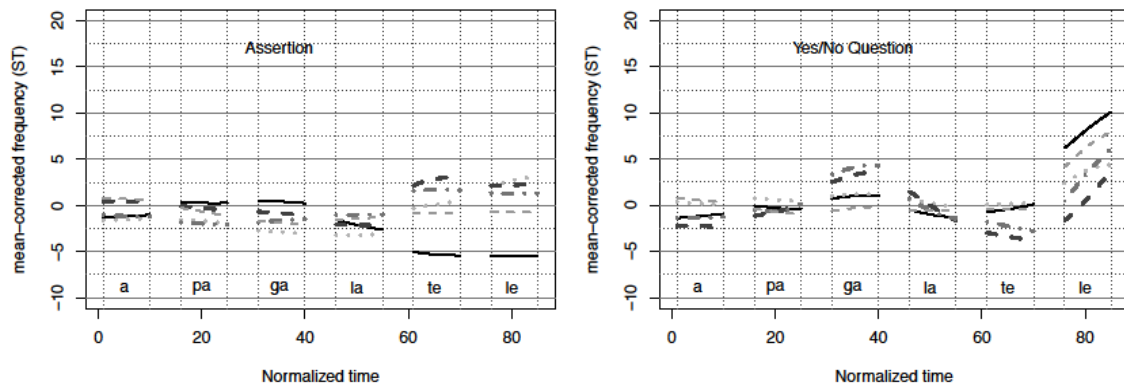 mean−corrected frequency (ST)
20
15
10
5
0
−5
−10
Assertion
a pa ga la te le
0 20 40 60 80
Normalized time
mean−corrected frequency (ST)
20
15
10
5
0
−5
−10
Yes/No Question
a pa ga la te le
0 20 40 60 80
Normalized time